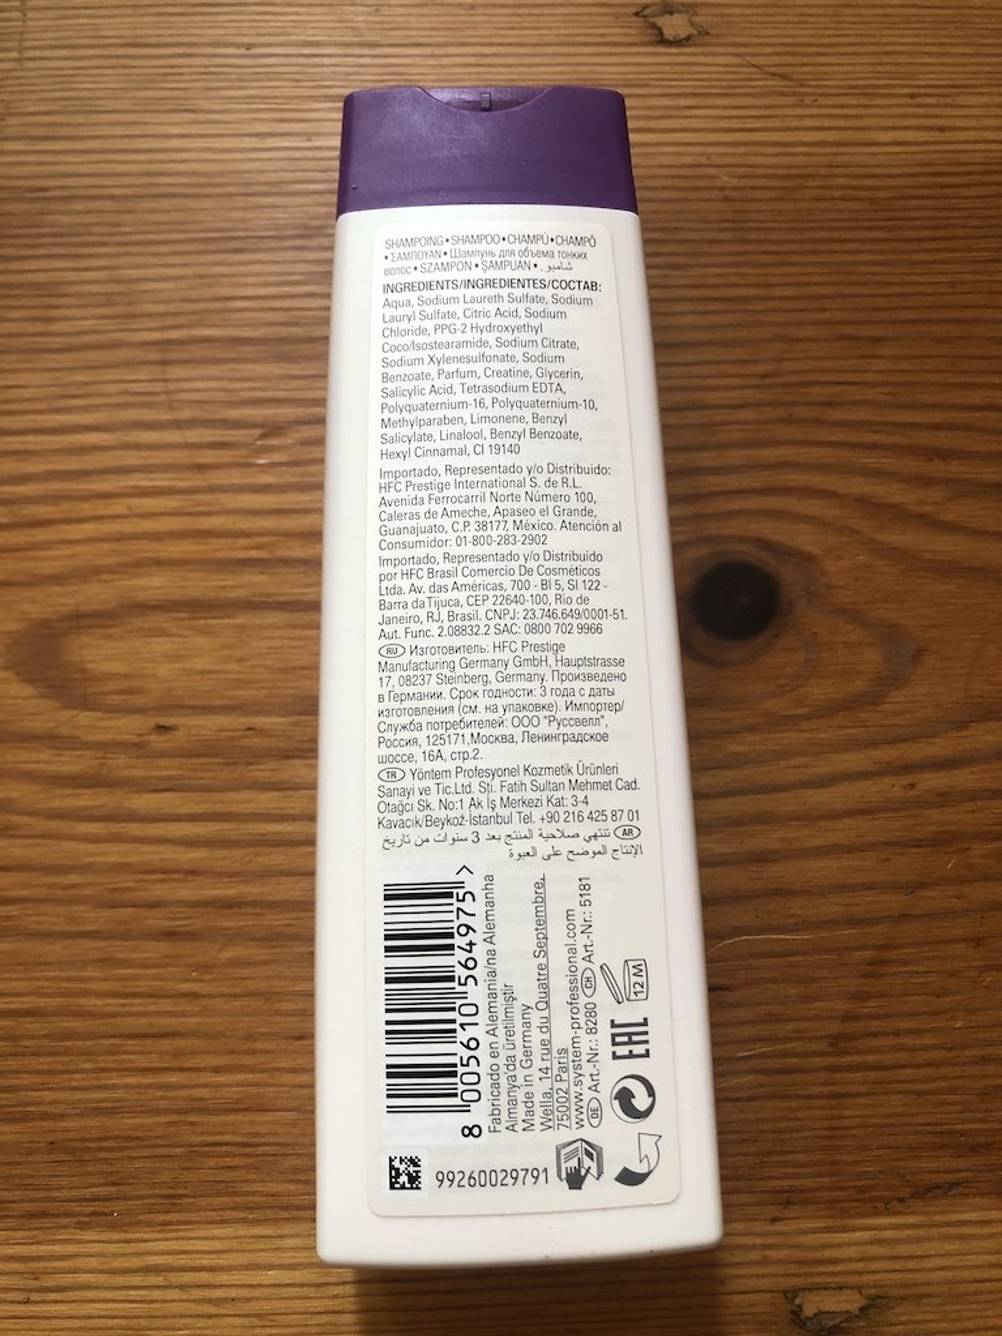 SHAMPOING • SHAMPOO • CHAMPÚ • CHAMPÔ
• ΣΑΜΠΟΥΑΝ • Шампунь для объема тонких
волос • SZAMPON • ŞAMPUAN • شامبو.
INGREDIENTS/INGREDIENTES/СОСТАВ:
Aqua, Sodium Laureth Sulfate, Sodium
Lauryl Sulfate, Citric Acid, Sodium
Chloride, PPG-2 Hydroxyethyl
Coco/Isostearamide, Sodium Citrate,
Sodium Xylenesulfonate, Sodium
Benzoate, Parfum, Creatine, Glycerin,
Salicylic Acid, Tetrasodium EDTA,
Polyquaternium-16, Polyquaternium-10,
Methylparaben, Limonene, Benzyl
Salicylate, Linalool, Benzyl Benzoate,
Hexyl Cinnamal, CI 19140
Importado, Representado y/o Distribuido:
HFC Prestige International S. de R.L.
Avenida Ferrocarril Norte Número 100,
Caleras de Ameche, Apaseo el Grande,
Guanajuato, C.P. 38177, México. Atención al
Consumidor: 01-800-283-2902
Importado, Representado y/o Distribuido
por HFC Brasil Comercio De Cosméticos
Ltda. Av. das Américas, 700 - Bl 5, Sl 122 -
Barra da Tijuca, CEP 22640-100, Rio de
Janeiro, RJ, Brasil. CNPJ: 23.746.649/0001-51.
Aut. Func. 2.08832.2 SAC: 0800 702 9966
RU Изготовитель: HFC Prestige
Manufacturing Germany GmbH, Hauptstrasse
17, 08237 Steinberg, Germany. Произведено
в Германии. Срок годности: 3 года с даты
изготовления (см. на упаковке). Импортер/
Служба потребителей: ООО "Руссвелл",
Россия, 125171,Москва, Ленинградское
шоссе, 16А, стр.2.
TR Yöntem Profesyonel Kozmetik Ürünleri
Sanayi ve Tic.Ltd. Şti. Fatih Sultan Mehmet Cad.
Otağcı Sk. No:1 Ak İş Merkezi Kat: 3-4
Kavacık/Beykoz-İstanbul Tel. +90 216 425 87 01
AR تنتهي صلاحية المنتج بعد 3 سنوات من تاريخ
الإنتاج الموضح على العبوة
8 005610 564975 >
Fabricado en Alemania/na Alemanha
Almanya'da üretilmiştir
Made in Germany
Wella, 14 rue du Quatre Septembre,
75002 Paris
www.system-professional.com
DE Art.-Nr.: 8280 CH Art.-Nr.: 5181
EAC
12 M
99260029791